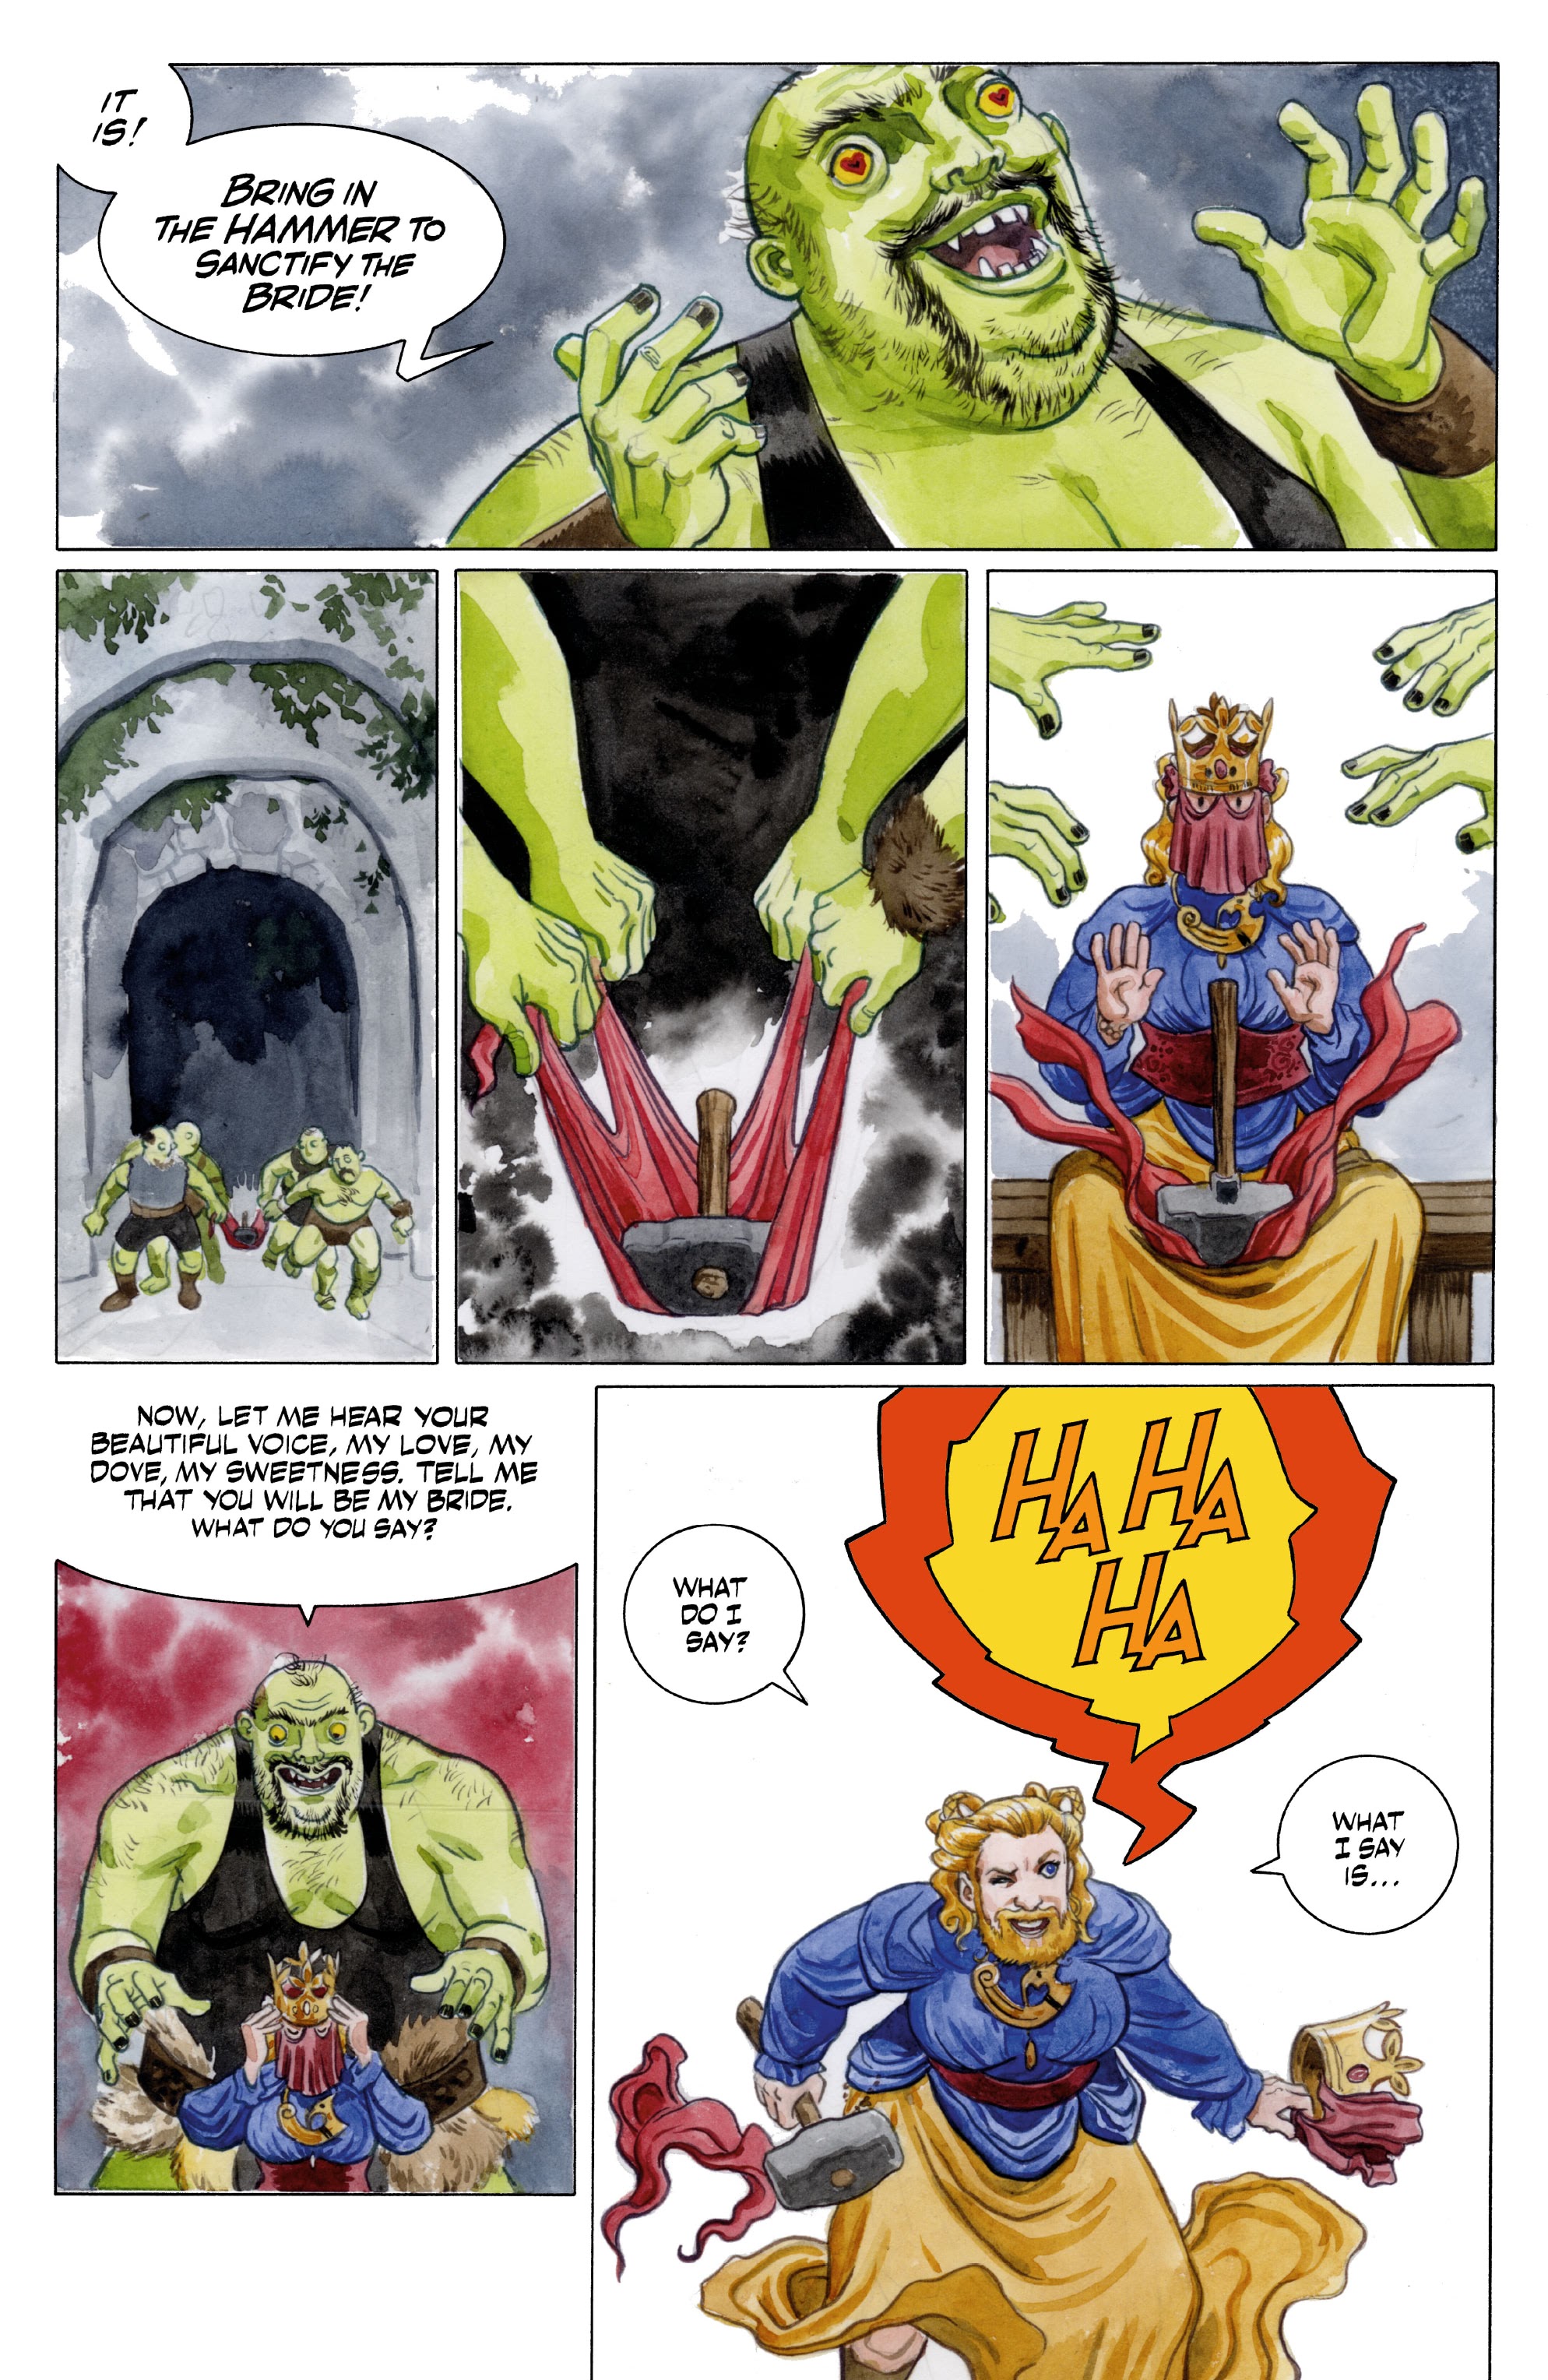 IT
IS!
BRING IN
THE HAMMER TO
SANCTIFY THE
BRIDE!
NOW, LET ME HEAR YOUR
BEAUTIFUL VOICE, MY LOVE, MY
DOVE, MY SWEETNESS. TELL ME
THAT YOU WILL BE MY BRIDE.
WHAT DO YOU SAY?
WHAT
DO I
SAY?
HA HA
HA
WHAT
I SAY
IS...